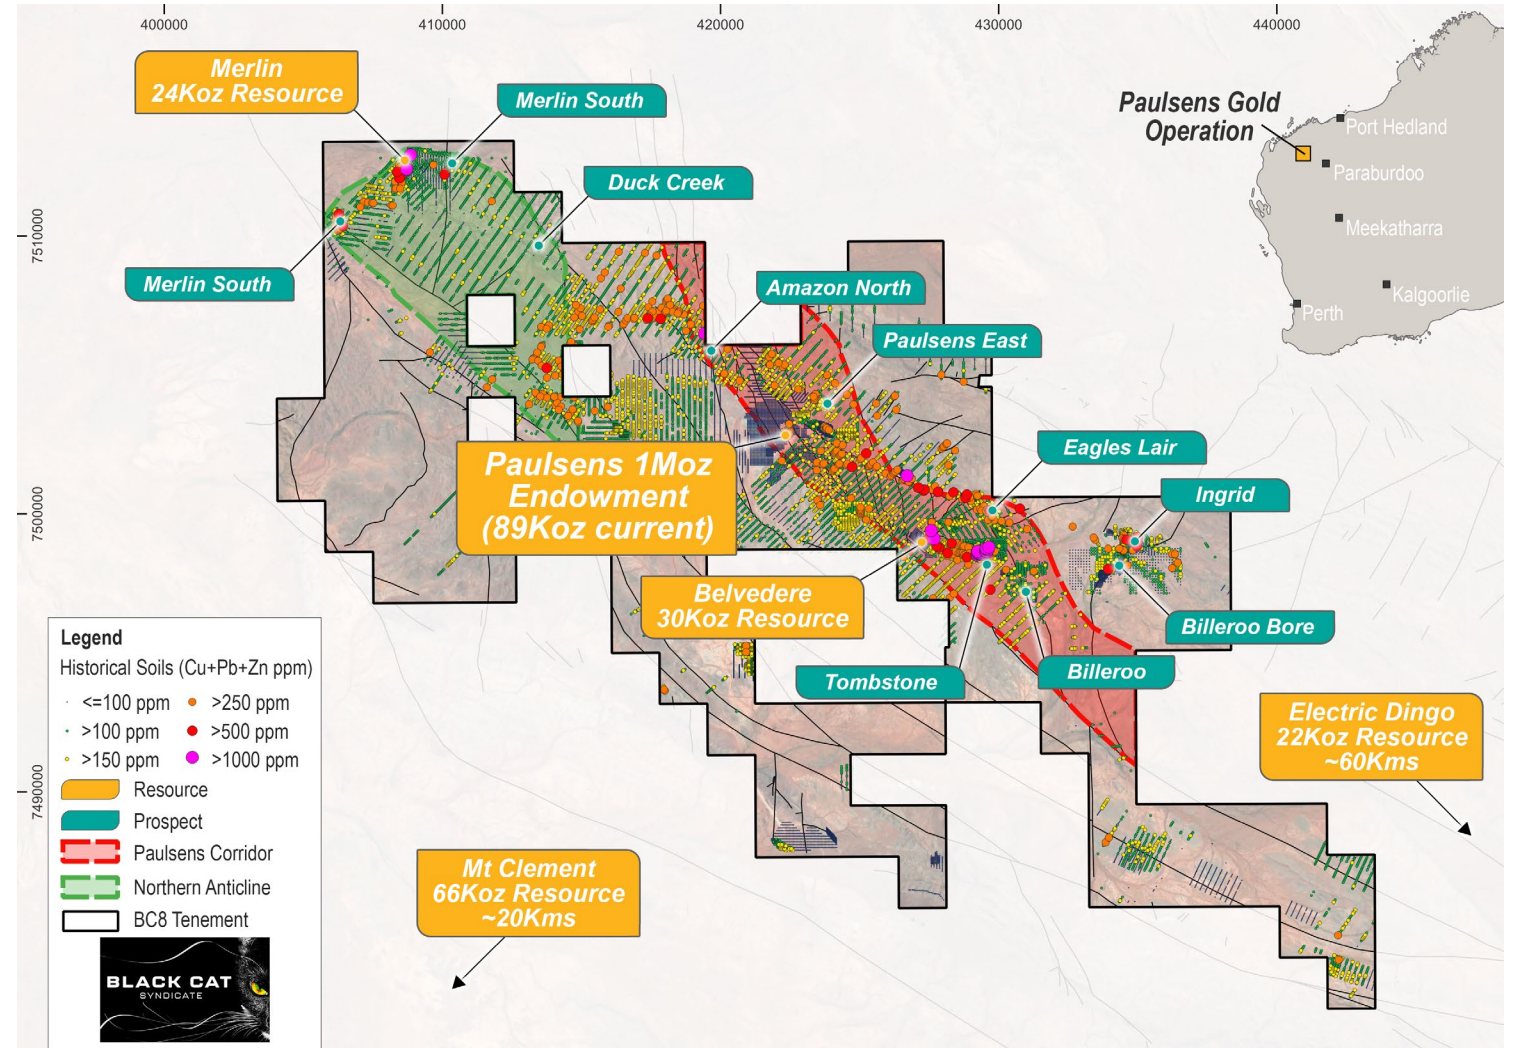 400000
410000
420000
430000
440000
Merlin
24Koz Resource
Merlin South
Paulsens Gold
Operation
Port Hedland
Paraburdoo
Meekatharra
Kalgoorlie
Perth
Duck Creek
7510000
Merlin South
Amazon North
Paulsens East
Eagles Lair
Ingrid
Paulsens 1Moz
Endowment
(89Koz current)
7500000
Belvedere
30Koz Resource
Billeroo Bore
Tombstone
Billeroo
Electric Dingo
22Koz Resource
~60Kms
7490000
Mt Clement
66Koz Resource
~20Kms
Legend
Historical Soils (Cu+Pb+Zn ppm)
<=100 ppm
>250 ppm
>100 ppm
>500 ppm
>150 ppm
>1000 ppm
Resource
Prospect
Paulsens Corridor
Northern Anticline
BC8 Tenement
BLACK CAT
SYNDICATE